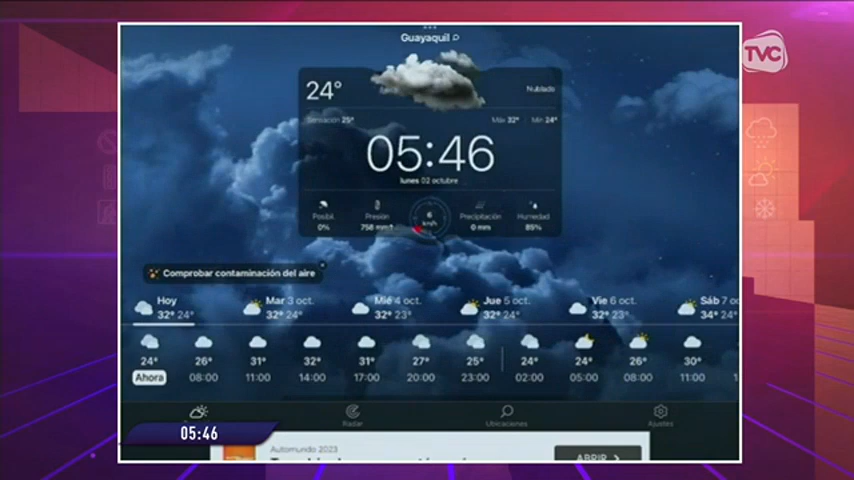 Guayaquil
TVC
24°
Nublado
Sensación 25°
Máx 32° Mín 24°
05:46
lunes 02 octubre
Posibil. Presión 6 km/h Precipitación Humedad
0% 758 mmH 0 mm 85%
Comprobar contaminación del aire
Hoy Mar 3 oct. Mié 4 oct. Jue 5 oct. Vie 6 oct. Sáb 7 oc
32° 24° 32° 24° 32° 23° 32° 24° 32° 23° 34° 24°
24° 26° 31° 32° 31° 27° 25° 24° 24° 26° 30°
Ahora 08:00 11:00 14:00 17:00 20:00 23:00 02:00 05:00 08:00 11:00
Radar Ubicaciones Ajustes
05:46
Automundo 2023
ABRIR